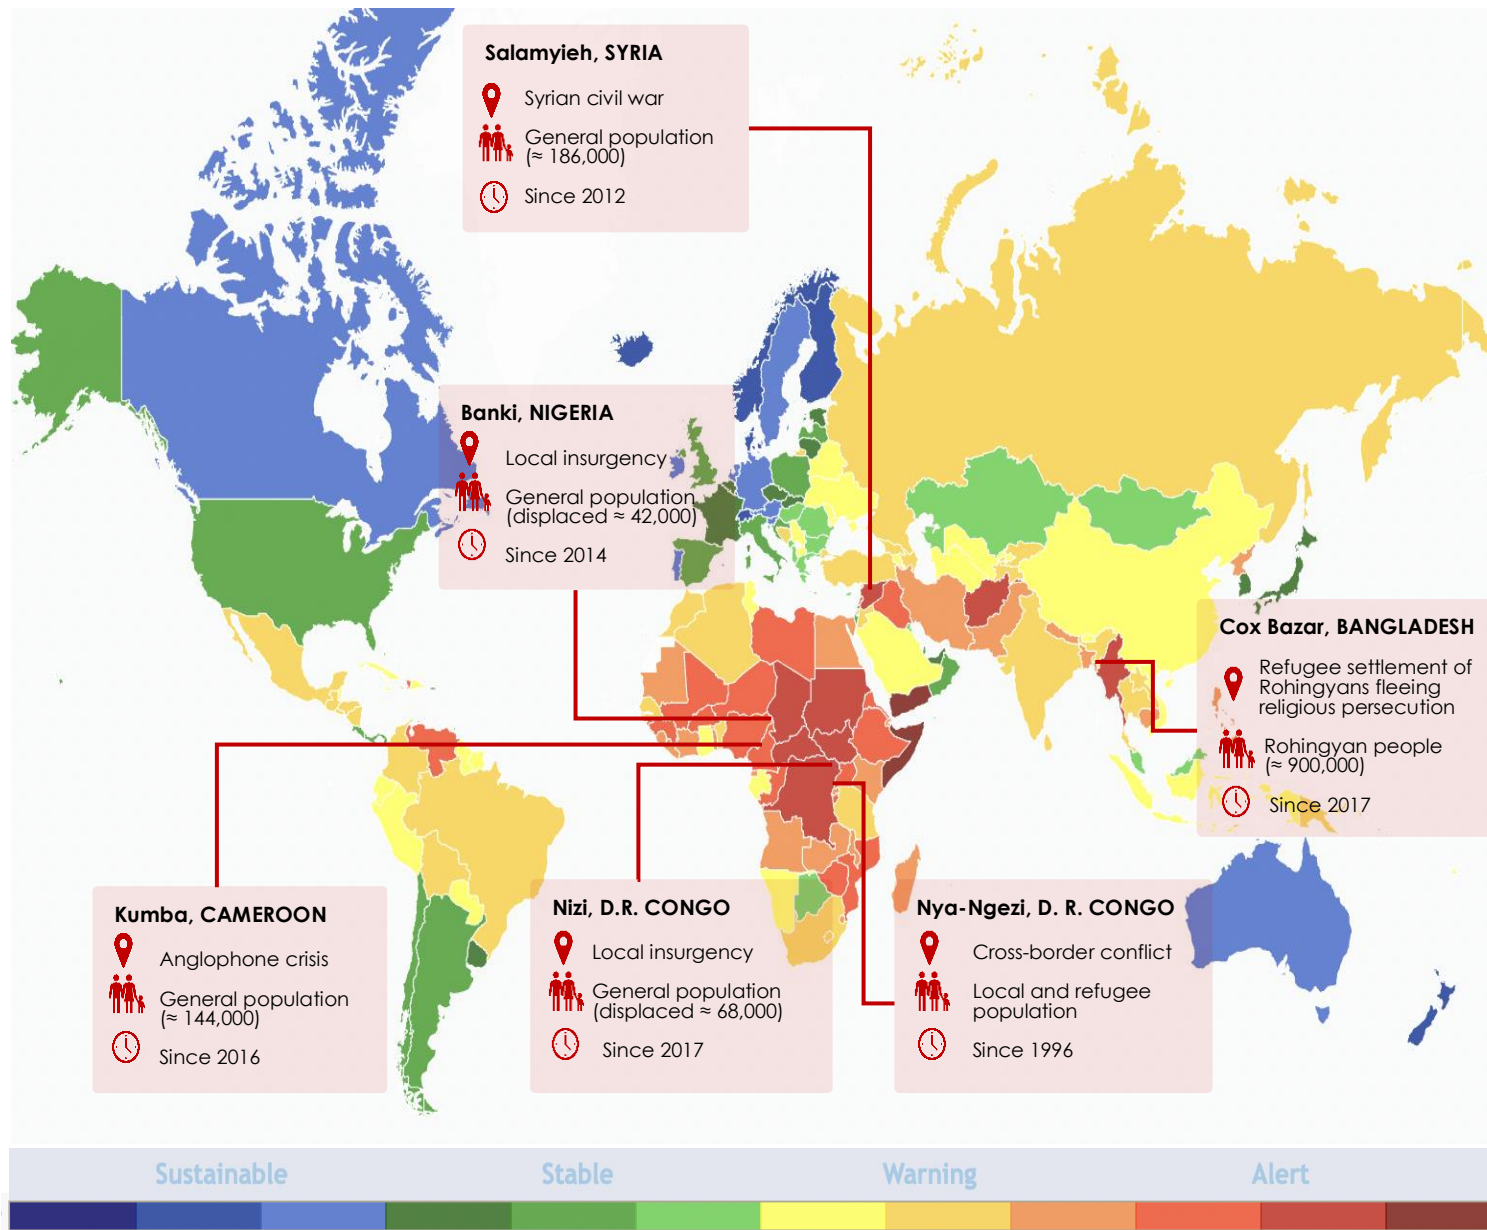 Salamyieh, SYRIA
Syrian civil war
General population
(≈ 186,000)
Since 2012
Banki, NIGERIA
Local insurgency
General population
(displaced ≈ 42,000)
Since 2014
Cox Bazar, BANGLADESH
Refugee settlement of
Rohingyans fleeing
religious persecution
Rohingyan people
(≈ 900,000)
Since 2017
Kumba, CAMEROON
Anglophone crisis
General population
(≈ 144,000)
Since 2016
Nizi, D.R. CONGO
Local insurgency
General population
(displaced ≈ 68,000)
Since 2017
Nya-Ngezi, D. R. CONGO
Cross-border conflict
Local and refugee
population
Since 1996
Sustainable
Stable
Warning
Alert